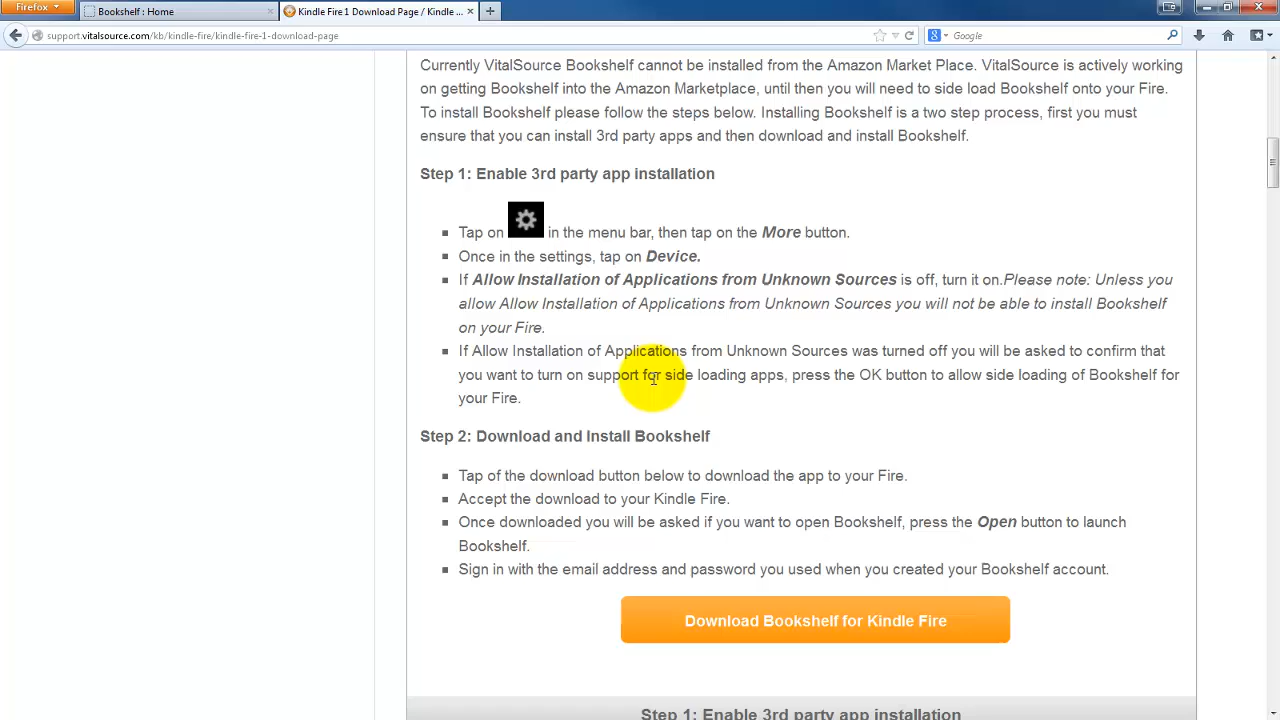 Firefox
Bookshelf : Home
Kindle Fire 1 Download Page / Kindle ...
support.vitalsource.com/kb/kindle-fire/kindle-fire-1-download-page
Google
Currently VitalSource Bookshelf cannot be installed from the Amazon Market Place. VitalSource is actively working
on getting Bookshelf into the Amazon Marketplace, until then you will need to side load Bookshelf onto your Fire.
To install Bookshelf please follow the steps below. Installing Bookshelf is a two step process, first you must
ensure that you can install 3rd party apps and then download and install Bookshelf.
Step 1: Enable 3rd party app installation
Tap on in the menu bar, then tap on the More button.
Once in the settings, tap on Device.
If Allow Installation of Applications from Unknown Sources is off, turn it on.Please note: Unless you
allow Allow Installation of Applications from Unknown Sources you will not be able to install Bookshelf
on your Fire.
If Allow Installation of Applications from Unknown Sources was turned off you will be asked to confirm that
you want to turn on support for side loading apps, press the OK button to allow side loading of Bookshelf for
your Fire.
Step 2: Download and Install Bookshelf
Tap of the download button below to download the app to your Fire.
Accept the download to your Kindle Fire.
Once downloaded you will be asked if you want to open Bookshelf, press the Open button to launch
Bookshelf.
Sign in with the email address and password you used when you created your Bookshelf account.
Download Bookshelf for Kindle Fire
Step 1: Enable 3rd party app installation